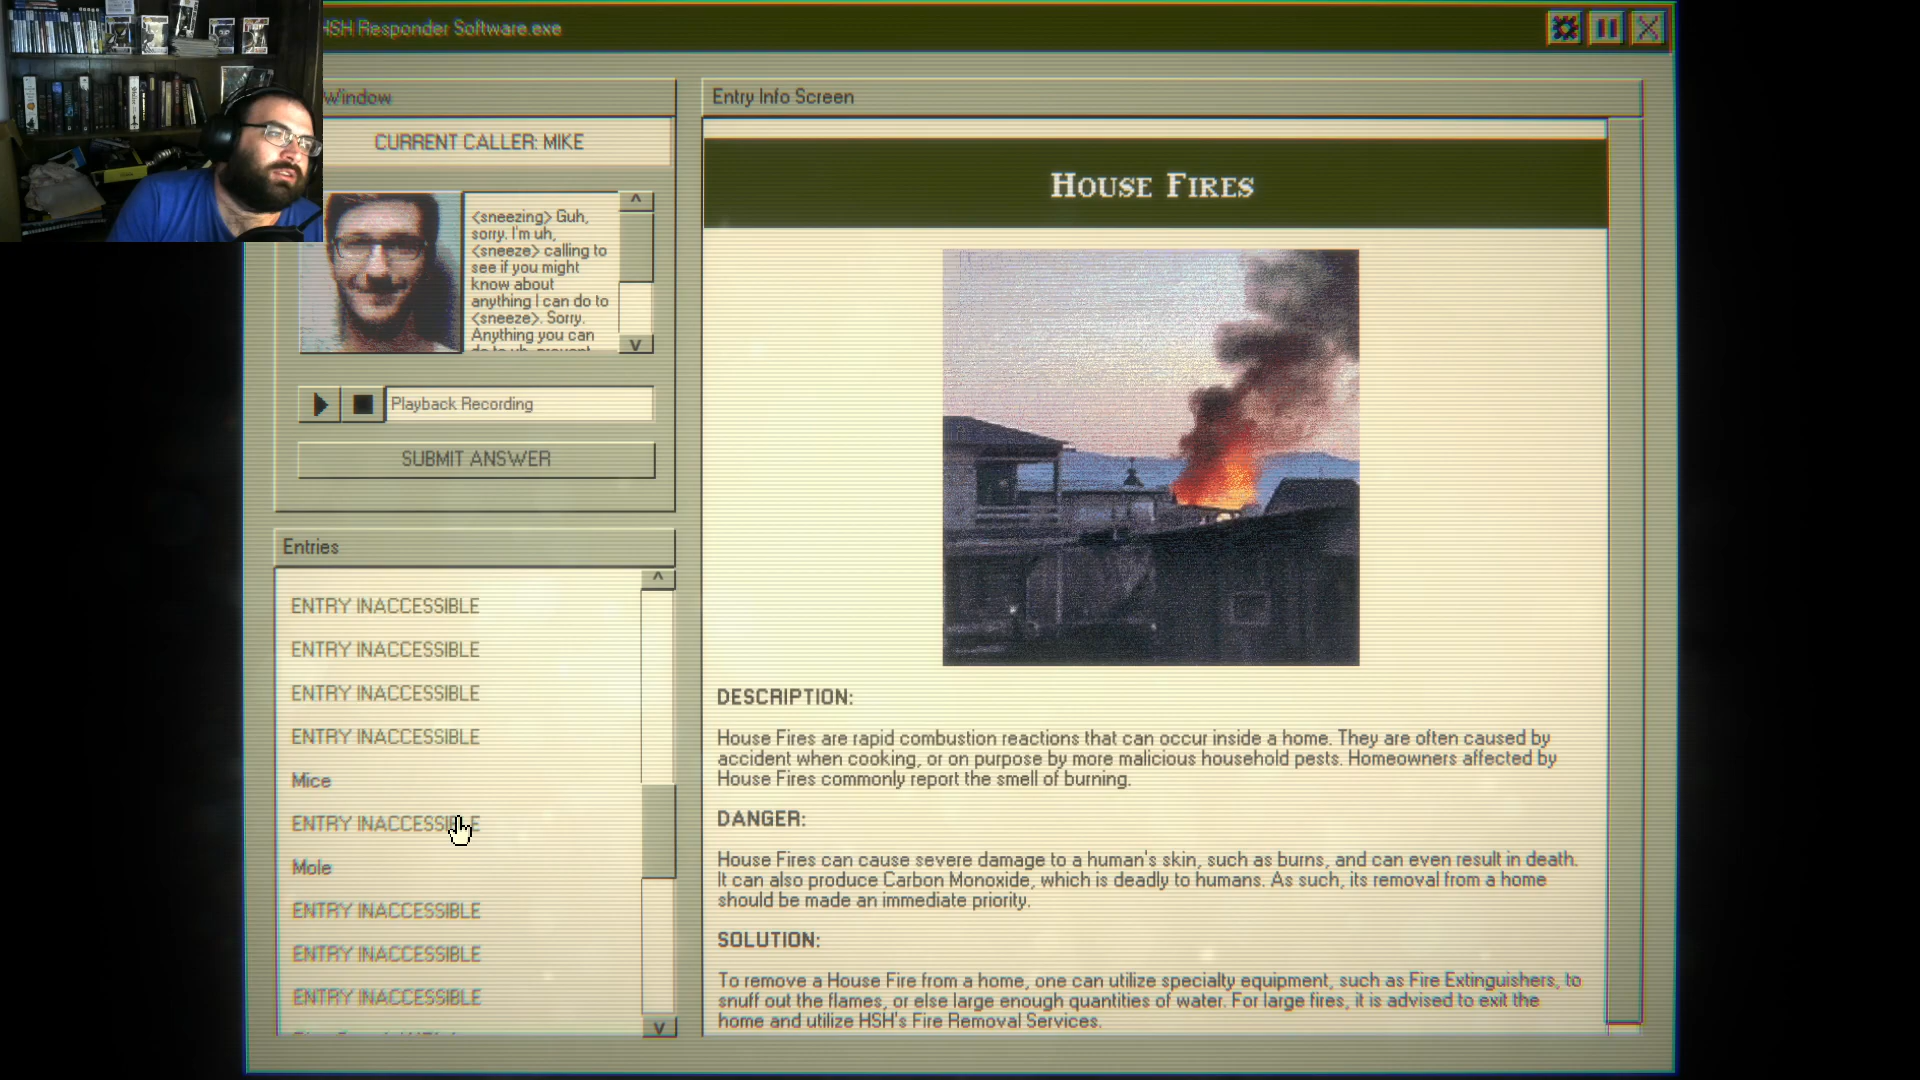 HSH Responder Software.exe
Window
CURRENT CALLER: MIKE
<sneezing> Guh,
sorry. I'm uh,
<sneeze> calling to
see if you might
know about
anything I can do to
<sneeze>. Sorry.
Anything you can
do to uh, prevent
Playback Recording
SUBMIT ANSWER
Entries
ENTRY INACCESSIBLE
ENTRY INACCESSIBLE
ENTRY INACCESSIBLE
ENTRY INACCESSIBLE
Mice
ENTRY INACCESSIBLE
Mole
ENTRY INACCESSIBLE
ENTRY INACCESSIBLE
ENTRY INACCESSIBLE
Entry Info Screen
HOUSE FIRES
DESCRIPTION:
House Fires are rapid combustion reactions that can occur inside a home. They are often caused by
accident when cooking, or on purpose by more malicious household pests. Homeowners affected by
House Fires commonly report the smell of burning.
DANGER:
House Fires can cause severe damage to a human's skin, such as burns, and can even result in death.
It can also produce Carbon Monoxide, which is deadly to humans. As such, its removal from a home
should be made an immediate priority.
SOLUTION:
To remove a House Fire from a home, one can utilize specialty equipment, such as Fire Extinguishers, to
snuff out the flames, or else large enough quantities of water. For large fires, it is advised to exit the
home and utilize HSH's Fire Removal Services.